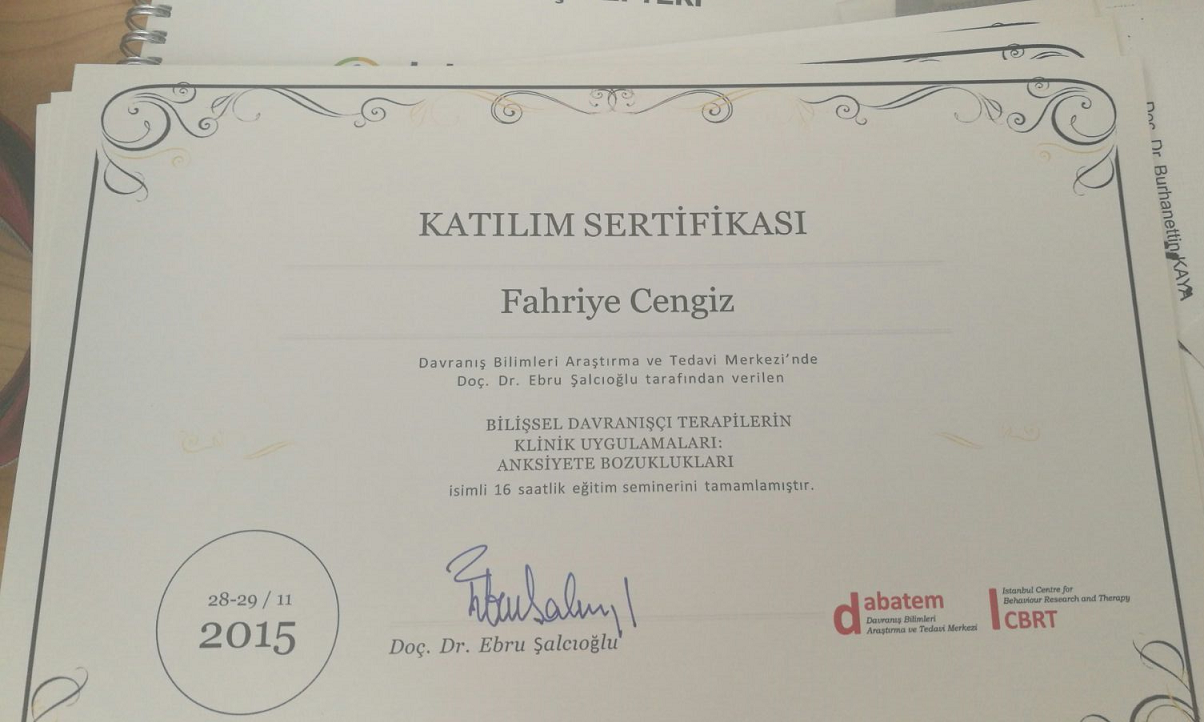 KATILIM SERTİFİKASI
Fahriye Cengiz
Davranış Bilimleri Araştırma ve Tedavi Merkezi'nde
Doç. Dr. Ebru Şalcıoğlu tarafından verilen
BİLİŞSEL DAVRANIŞÇI TERAPİLERİN
KLİNİK UYGULAMALARI:
ANKSİYETE BOZUKLUKLARI
isimli 16 saatlik eğitim seminerini tamamlamıştır.
28-29 / 11
2015
Doç. Dr. Ebru Şalcıoğlu
dabatem
Davranış Bilimleri
Araştırma ve Tedavi Merkezi
Istanbul Centre for
Behaviour Research and Therapy
ICBRT
Doç. Dr. Burhanettin KAYA